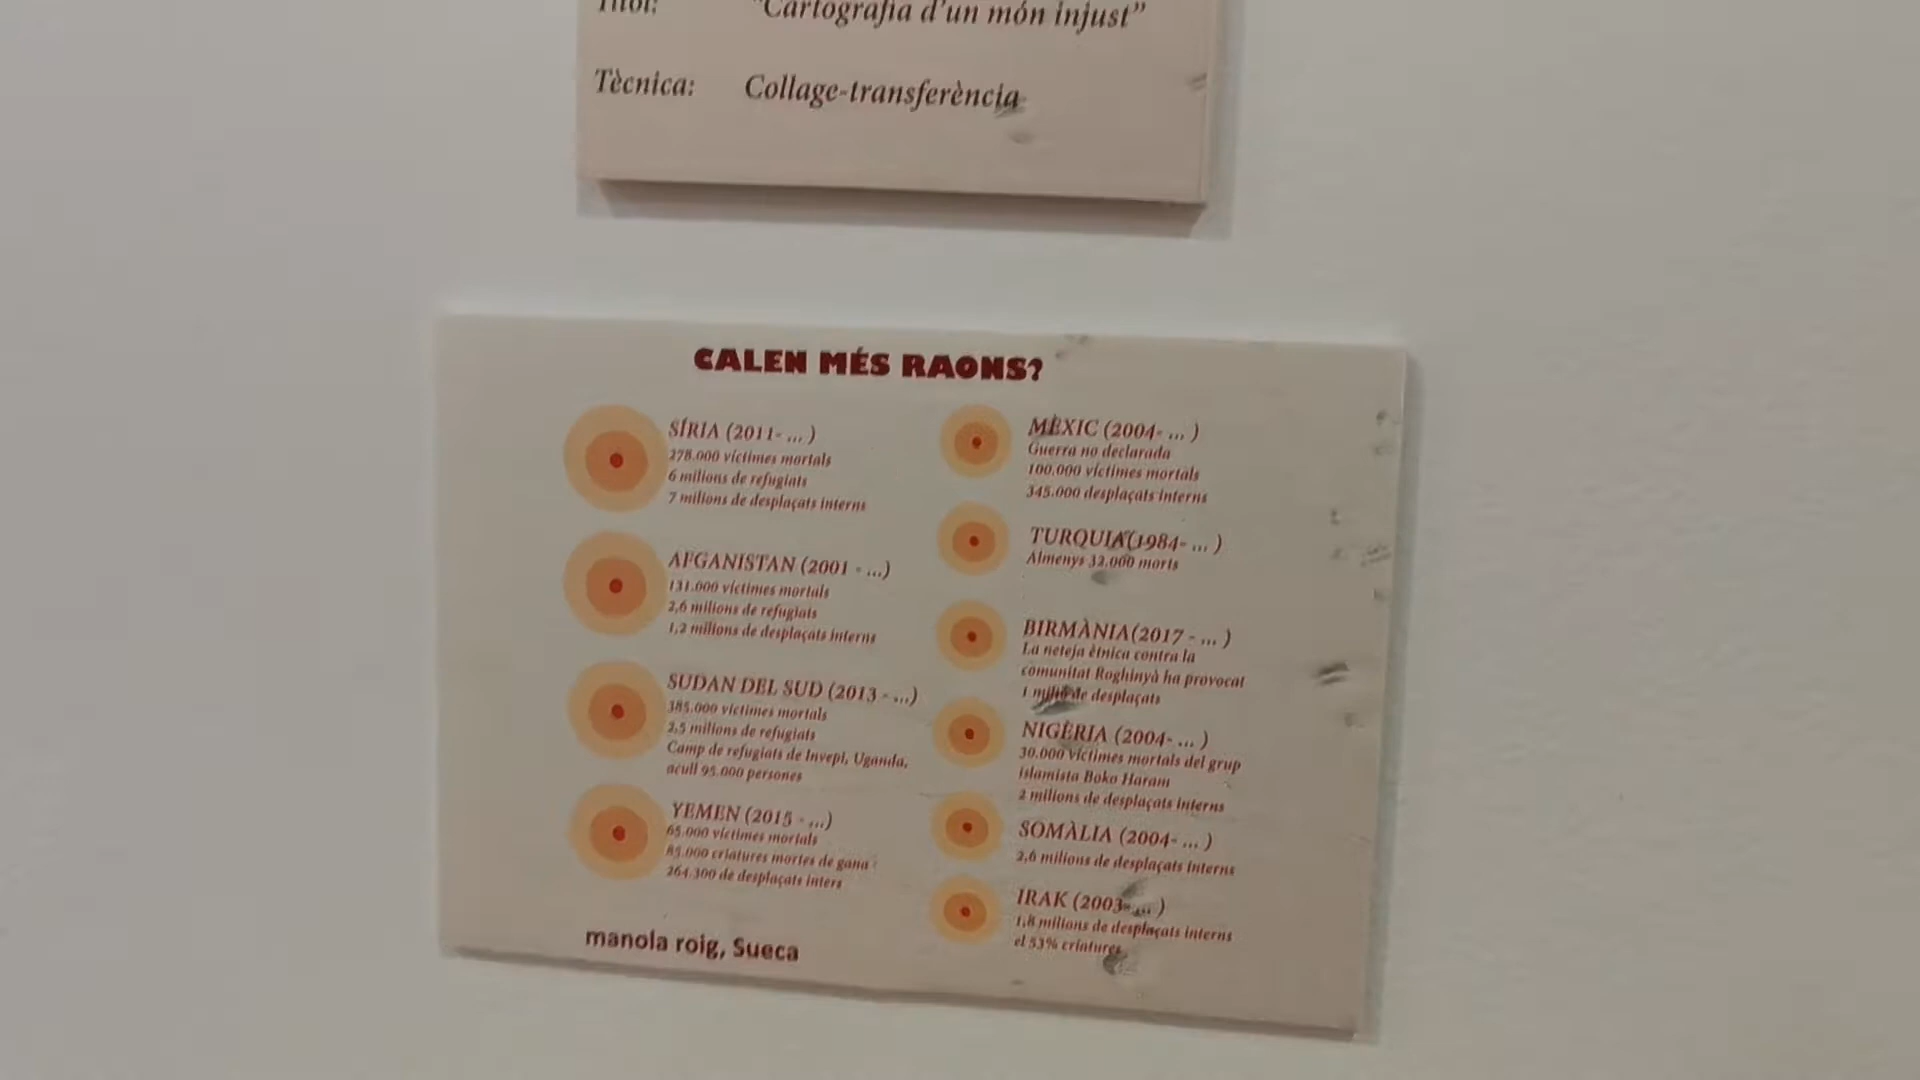 Títol: "Cartografia d'un món injust"
Tècnica: Collage-transferència
CALEN MÉS RAONS?
SÍRIA (2011- ... )
278.000 víctimes mortals
6 milions de refugiats
7 milions de desplaçats interns
AFGANISTAN (2001 - ...)
131.000 víctimes mortals
2,6 milions de refugiats
1,2 milions de desplaçats interns
SUDAN DEL SUD (2013 - ...)
385.000 víctimes mortals
2,5 milions de refugiats
Camp de refugiats de Invepi, Uganda,
acull 95.000 persones
YEMEN (2015 - ...)
65.000 víctimes mortals
85.000 criatures mortes de gana
264.300 de desplaçats inters
MÈXIC (2004- ... )
Guerra no declarada
100.000 víctimes mortals
345.000 desplaçats interns
TURQUIA (1984- ... )
Almenys 32.000 morts
BIRMÀNIA(2017 - ... )
La neteja ètnica contra la
comunitat Roghinyà ha provocat
1 milió de desplaçats
NIGÈRIA (2004- ... )
30.000 víctimes mortals del grup
islamista Boko Haram
2 milions de desplaçats interns
SOMÀLIA (2004- ... )
2,6 milions de desplaçats interns
IRAK (2003- ... )
1,8 milions de desplaçats interns
el 53% criatures
manola roig, Sueca